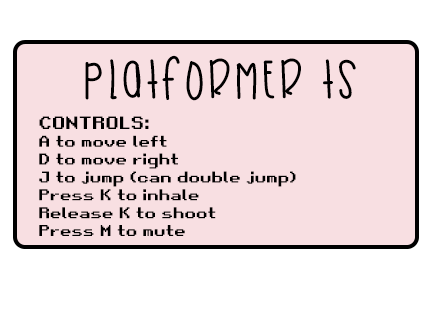 PlatFORMER ts
CONTROLS:
A to move left
D to move right
J to jump (can double jump)
Press K to inhale
Release K to shoot
Press M to mute